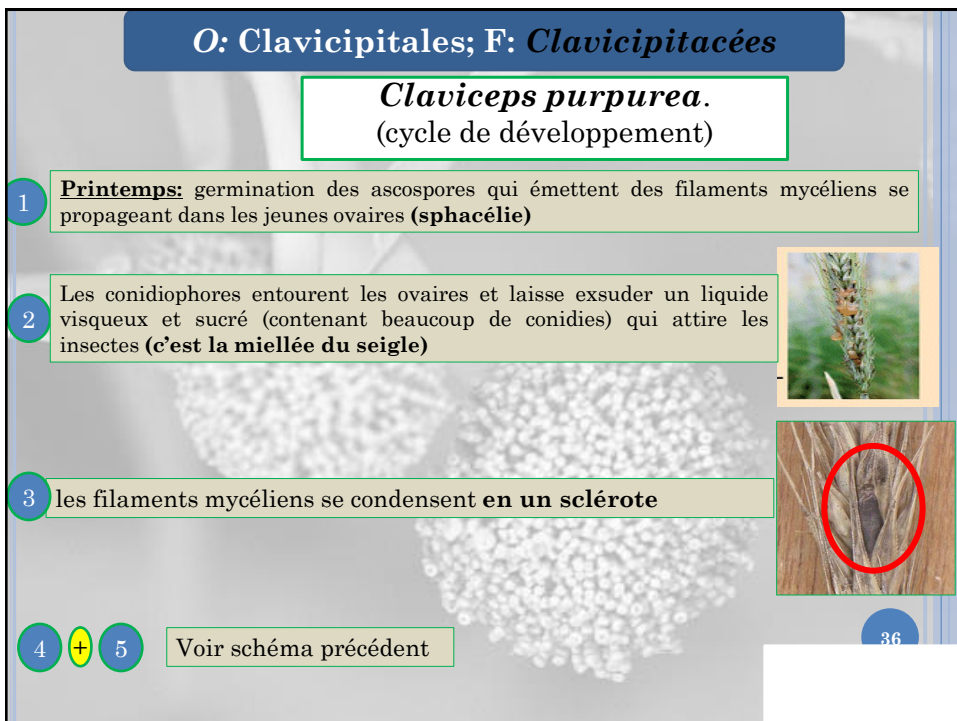 O: Clavicipitales; F: Clavicipitacées
Claviceps purpurea.
(cycle de développement)
1
Printemps: germination des ascospores qui émettent des filaments mycéliens se
propageant dans les jeunes ovaires (sphacélie)
2
Les conidiophores entourent les ovaires et laisse exsuder un liquide
visqueux et sucré (contenant beaucoup de conidies) qui attire les
insectes (c'est la miellée du seigle)
-
3
les filaments mycéliens se condensent en un sclérote
4 + 5 Voir schéma précédent
36